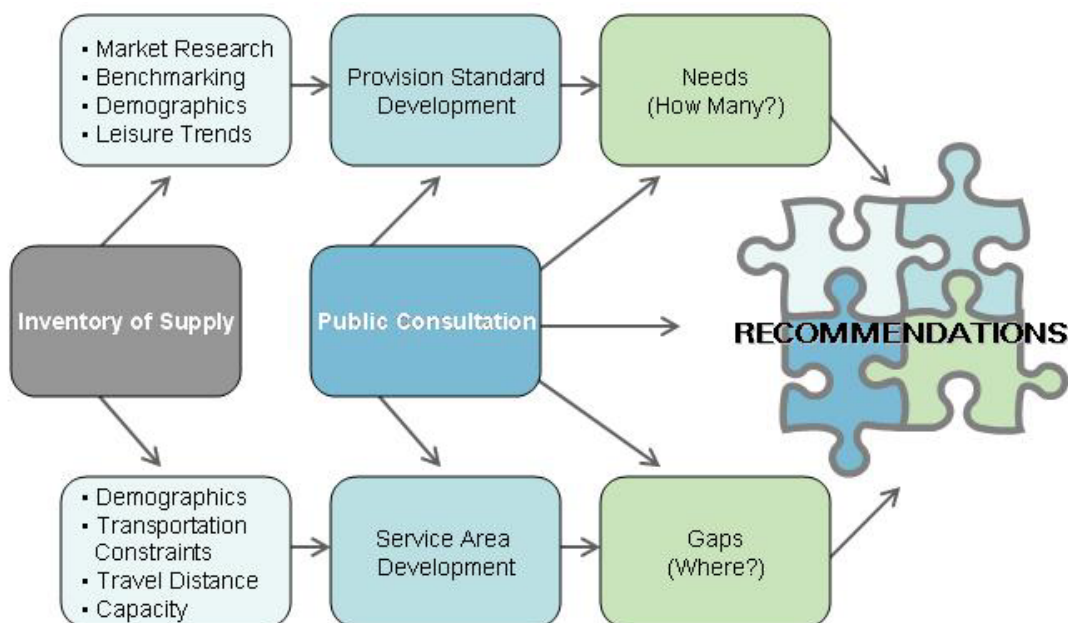 ▪ Market Research
▪ Benchmarking
▪ Demographics
▪ Leisure Trends
Provision Standard
Development
Needs
(How Many?)
Inventory of Supply
Public Consultation
RECOMMENDATIONS
▪ Demographics
▪ Transportation
Constraints
▪ Travel Distance
▪ Capacity
Service Area
Development
Gaps
(Where?)